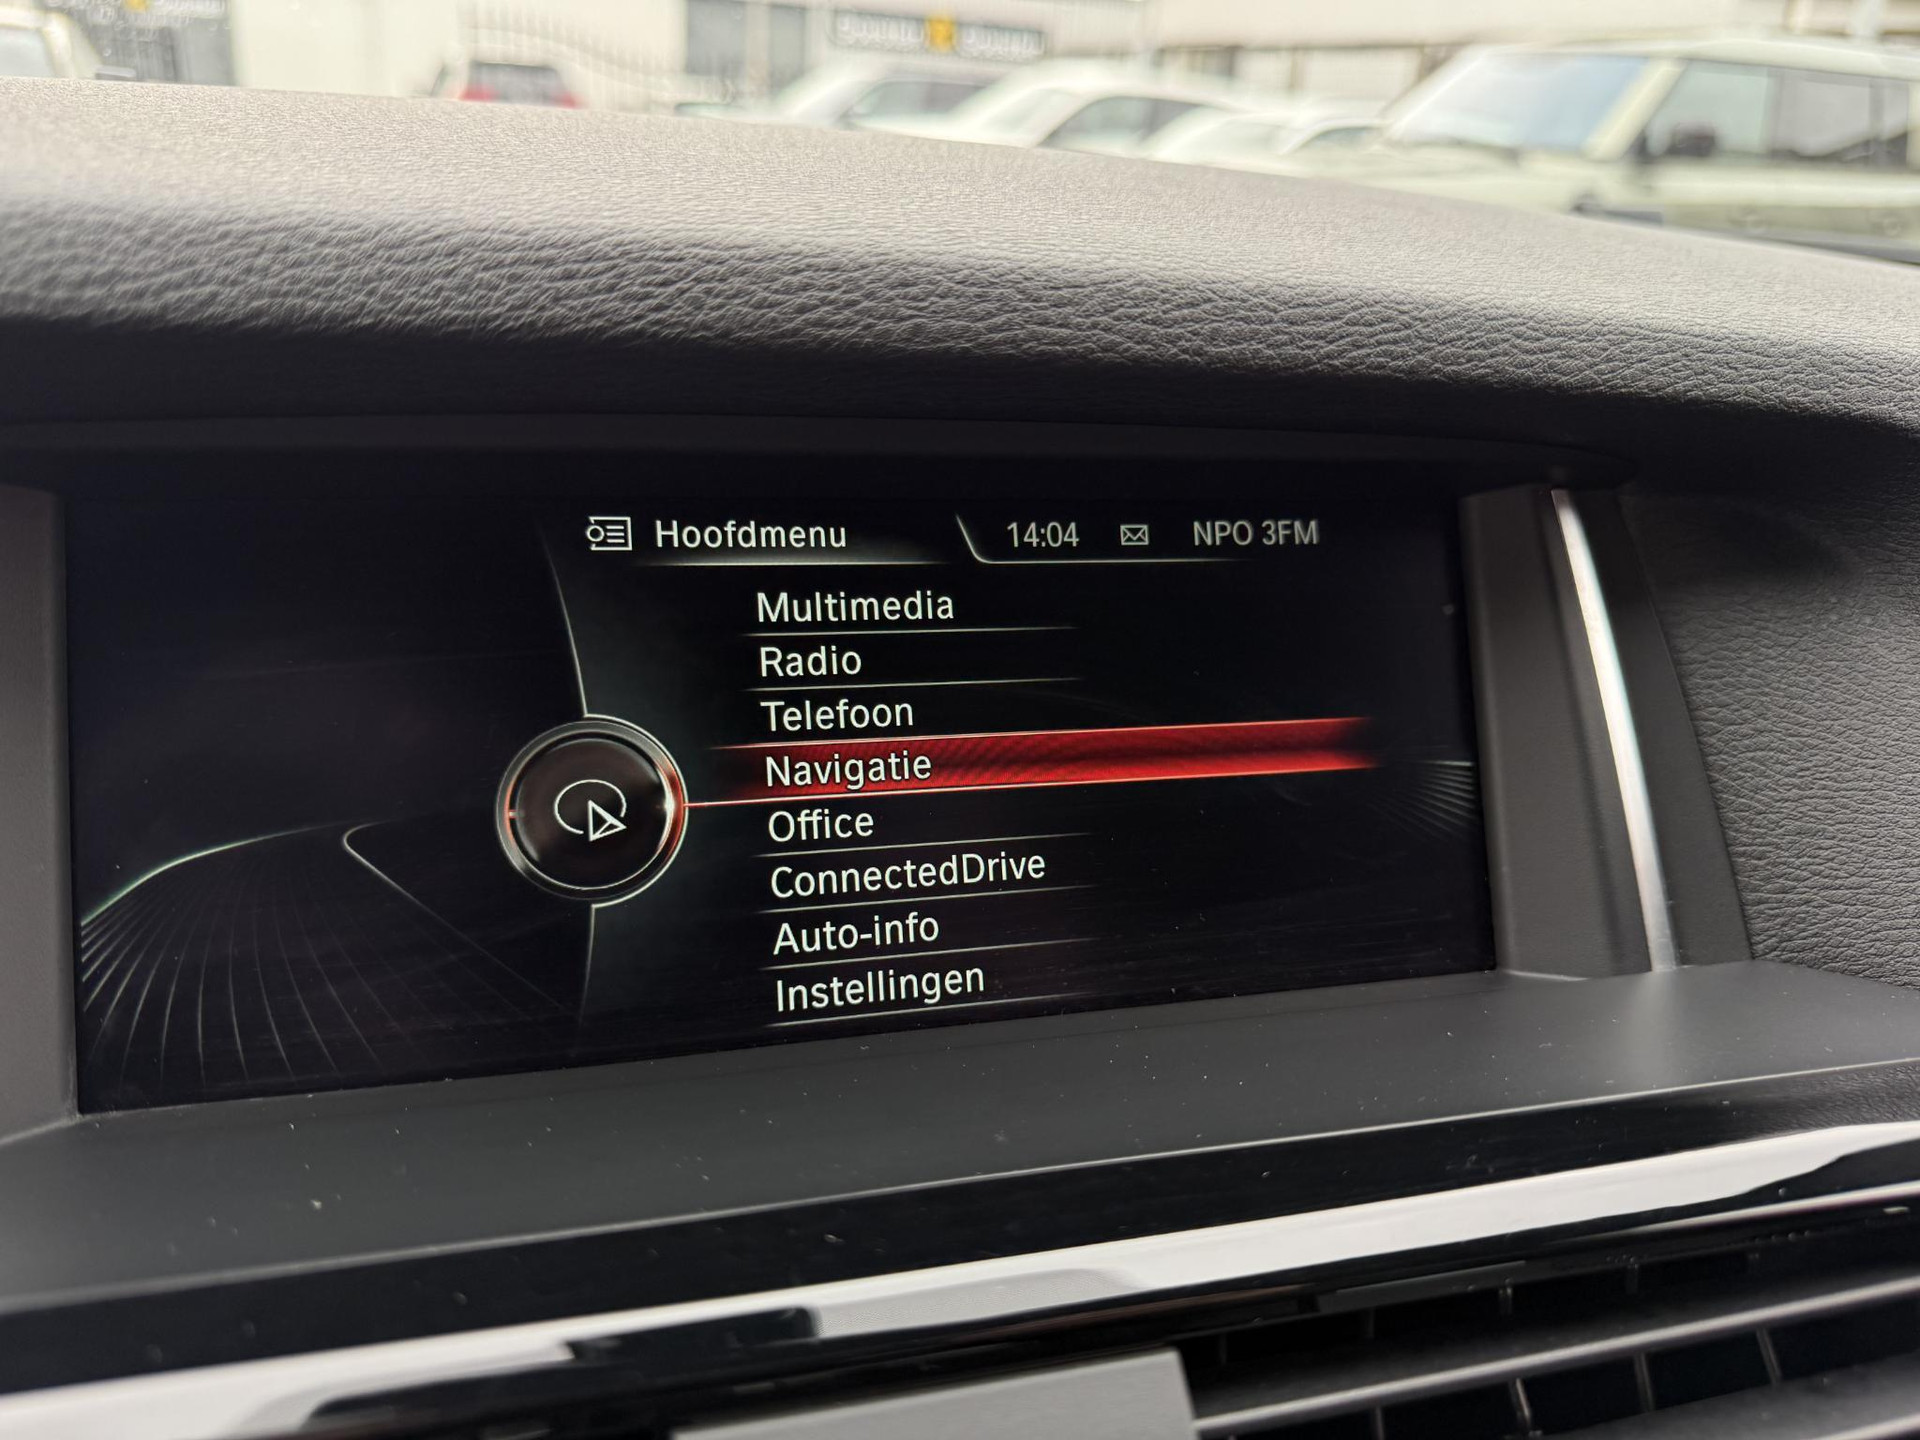 Hoofdmenu 14:04 NPO 3FM
Multimedia
Radio
Telefoon
Navigatie
Office
ConnectedDrive
Auto-info
Instellingen